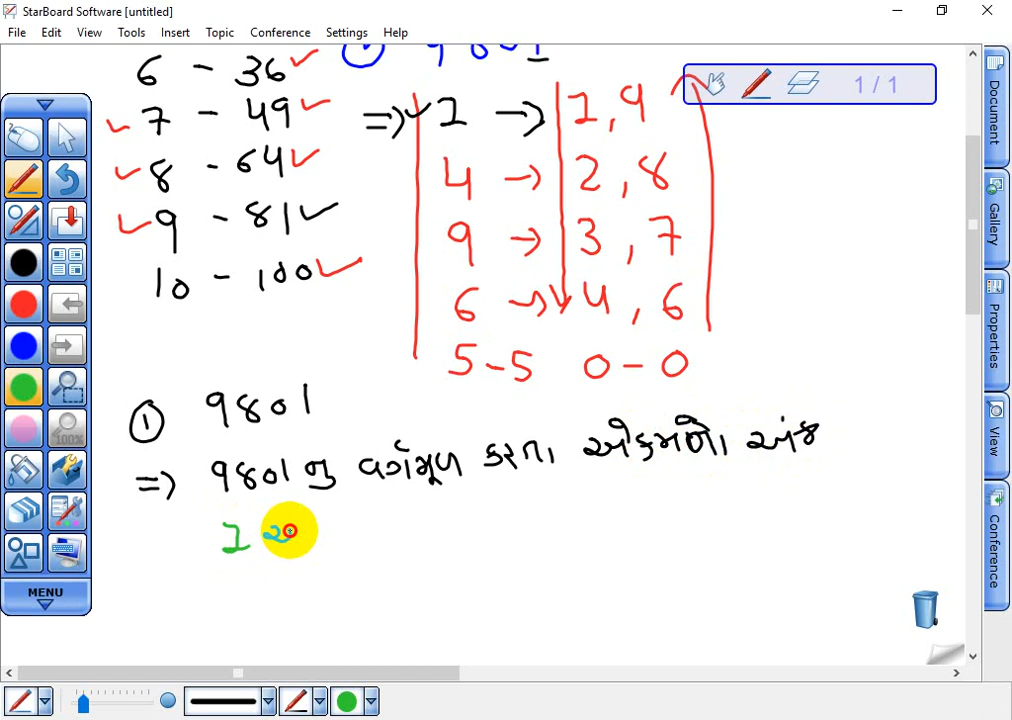 StarBoard Software [untitled]
File Edit View Tools Insert Topic Conference Settings Help
6 - 36
7 - 49
8 - 64
9 - 81
10 - 100
=> 1 → 1, 9
4 → 2, 8
9 → 3, 7
6 → 4, 6
5 - 5 0 - 0
1 / 1
① 9801
=> 9801નુ વર્ગમૂળ કરતા એકમનો અંક
1
100%
MENU
Document
Gallery
Properties
View
Conference